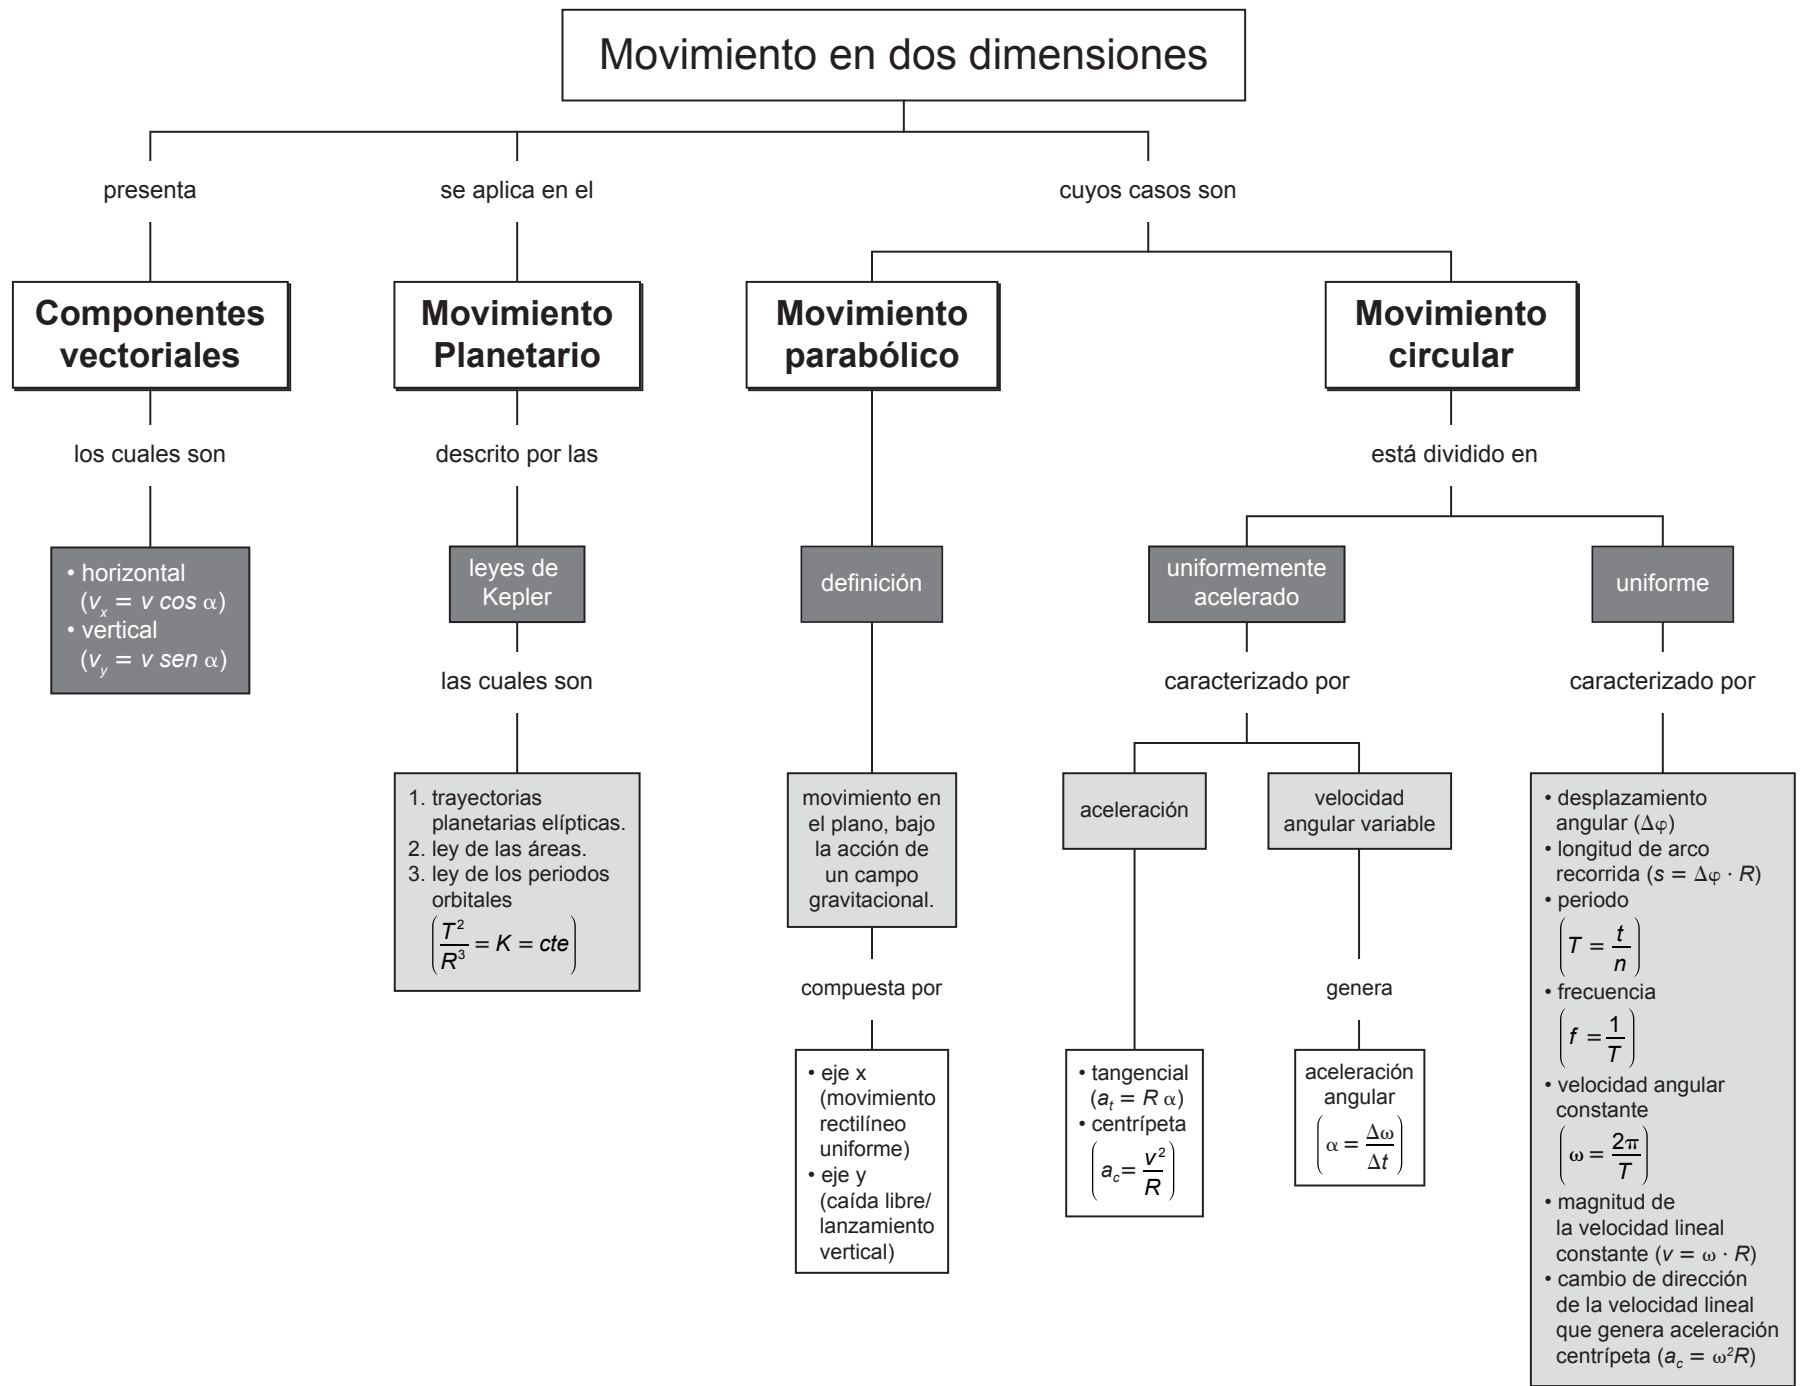 Movimiento en dos dimensiones
presenta
se aplica en el
cuyos casos son
Componentes
vectoriales
Movimiento
Planetario
Movimiento
parabólico
Movimiento
circular
los cuales son
descrito por las
está dividido en
• horizontal
(vₓ = v cos α)
• vertical
(v_y = v sen α)
leyes de
Kepler
definición
uniformemente
acelerado
uniforme
las cuales son
caracterizado por
caracterizado por
1. trayectorias
planetarias elípticas.
2. ley de las áreas.
3. ley de los periodos
orbitales
(T²/R³ = K = cte)
movimiento en
el plano, bajo
la acción de
un campo
gravitacional.
compuesta por
• eje x
(movimiento
rectilíneo
uniforme)
• eje y
(caída libre/
lanzamiento
vertical)
aceleración
• tangencial
(a_t = R α)
• centrípeta
(a_c = v²/R)
velocidad
angular variable
genera
aceleración
angular
(α = Δω/Δt)
• desplazamiento
angular (Δφ)
• longitud de arco
recorrida (s = Δφ · R)
• periodo
(T = t/n)
• frecuencia
(f = 1/T)
• velocidad angular
constante
(ω = 2π/T)
• magnitud de
la velocidad lineal
constante (v = ω · R)
• cambio de dirección
de la velocidad lineal
que genera aceleración
centrípeta (a_c = ω²R)